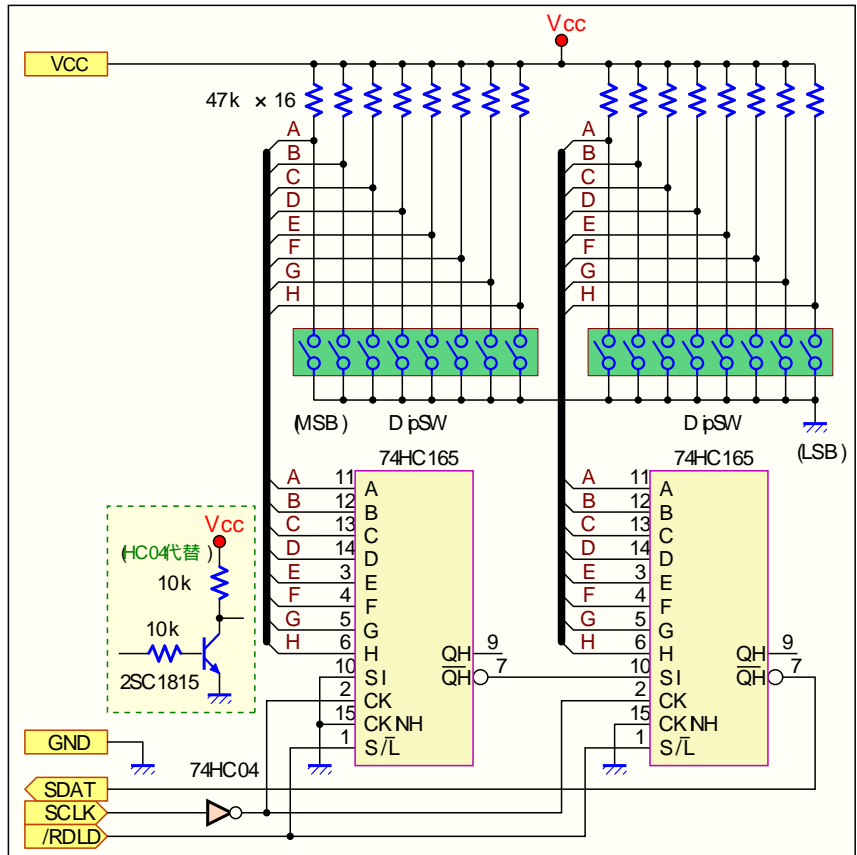 Vcc
VCC
47k × 16
A
B
C
D
E
F
G
H
A
B
C
D
E
F
G
H
(MSB)
DipSW
DipSW
(LSB)
74HC165
74HC165
A 11 A
B 12 B
C 13 C
D 14 D
E 3 E
F 4 F
G 5 G
H 6 H
QH 9
QH 7
10 SI
2 CK
15 CKNH
1 S/L
A 11 A
B 12 B
C 13 C
D 14 D
E 3 E
F 4 F
G 5 G
H 6 H
QH 9
QH 7
10 SI
2 CK
15 CKNH
1 S/L
Vcc
(HC04代替)
10k
10k
2SC1815
GND
74HC04
SDAT
SCLK
/RDLD